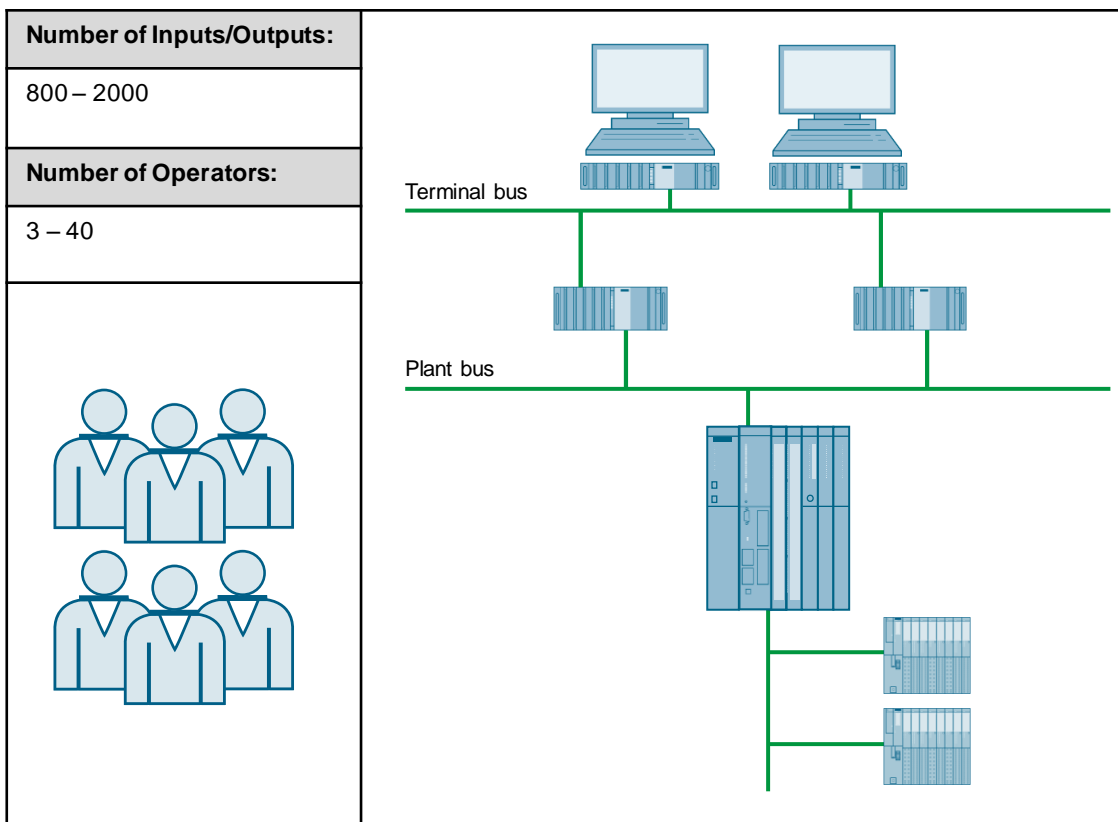 Number of Inputs/Outputs:
800 – 2000
Number of Operators:
3 – 40
Terminal bus
Plant bus